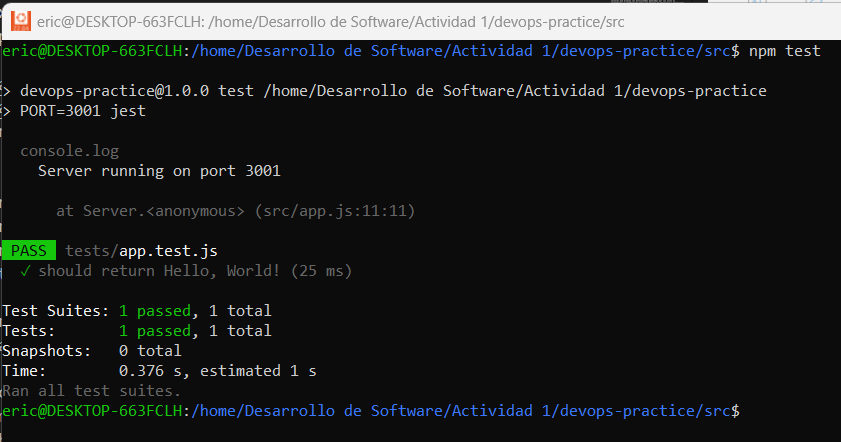 eric@DESKTOP-663FCLH: /home/Desarrollo de Software/Actividad 1/devops-practice/src
eric@DESKTOP-663FCLH:/home/Desarrollo de Software/Actividad 1/devops-practice/src$ npm test
> devops-practice@1.0.0 test /home/Desarrollo de Software/Actividad 1/devops-practice
> PORT=3001 jest
console.log
Server running on port 3001
at Server.<anonymous> (src/app.js:11:11)
PASS tests/app.test.js
✓ should return Hello, World! (25 ms)
Test Suites: 1 passed, 1 total
Tests: 1 passed, 1 total
Snapshots: 0 total
Time: 0.376 s, estimated 1 s
Ran all test suites.
eric@DESKTOP-663FCLH:/home/Desarrollo de Software/Actividad 1/devops-practice/src$